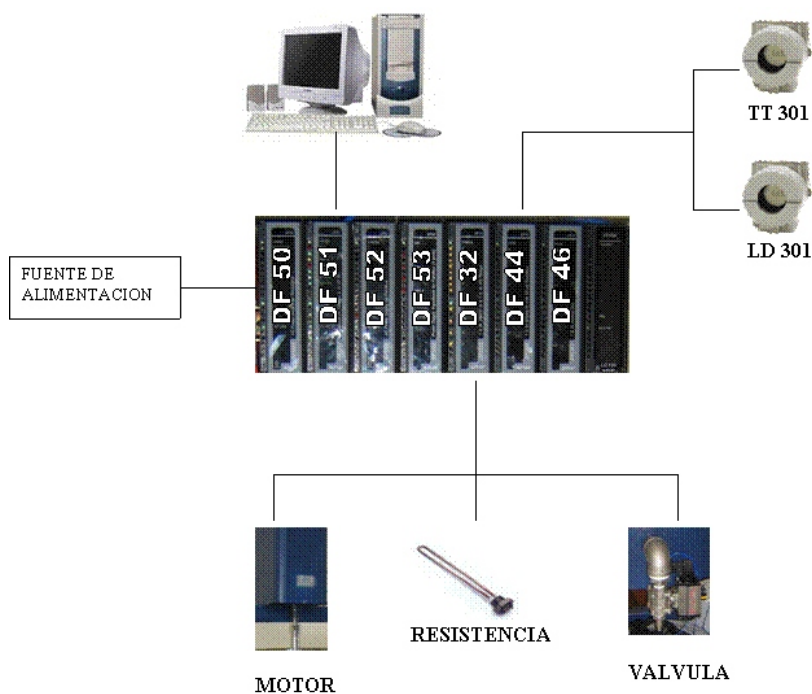 TT 301
LD 301
FUENTE DE
ALIMENTACION
DF 50
DF 51
DF 52
DF 53
DF 32
DF 44
DF 46
MOTOR
RESISTENCIA
VALVULA